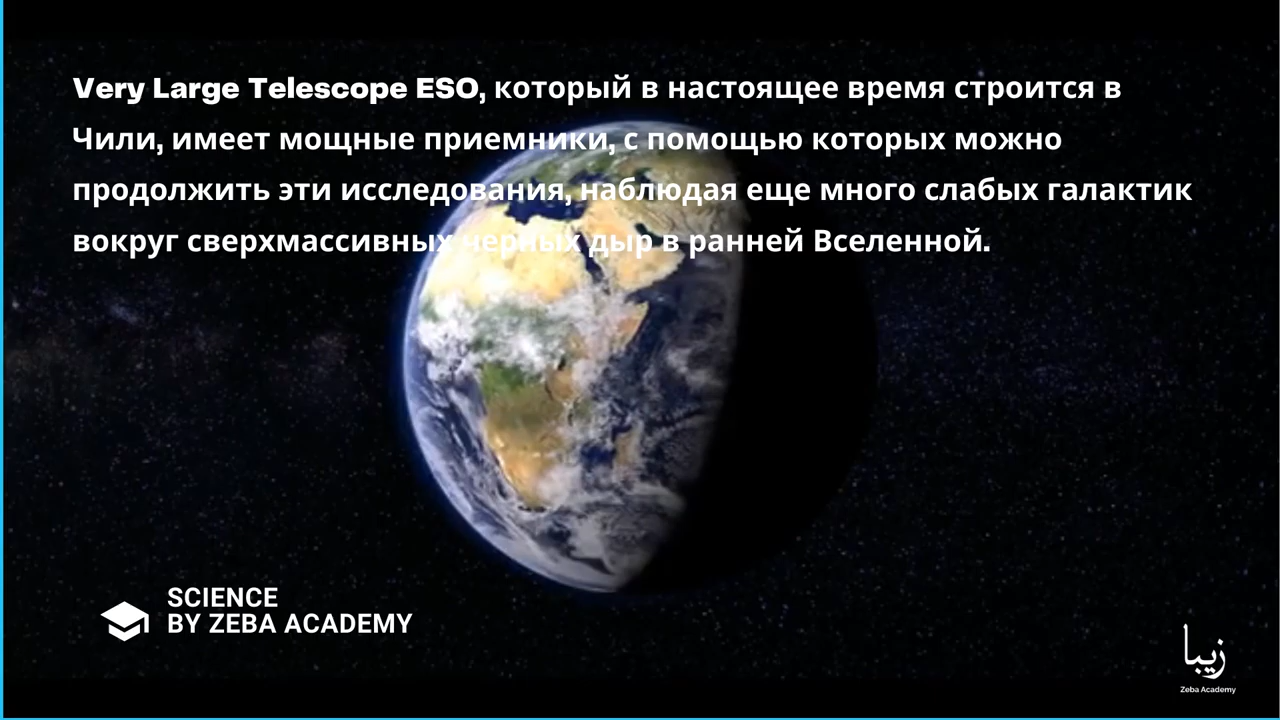 Very Large Telescope ESO, который в настоящее время строится в
Чили, имеет мощные приемники, с помощью которых можно
продолжить эти исследования, наблюдая еще много слабых галактик
вокруг сверхмассивных черных дыр в ранней Вселенной.
SCIENCE
BY ZEBA ACADEMY
زیبا
Zeba Academy